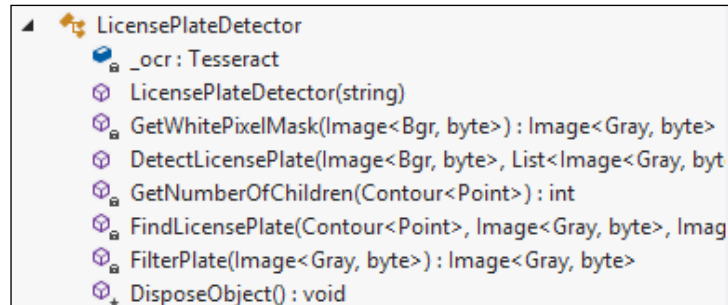 LicensePlateDetector
_ocr : Tesseract
LicensePlateDetector(string)
GetWhitePixelMask(Image<Bgr, byte>) : Image<Gray, byte>
DetectLicensePlate(Image<Bgr, byte>, List<Image<Gray, byt
GetNumberOfChildren(Contour<Point>) : int
FindLicensePlate(Contour<Point>, Image<Gray, byte>, Imag
FilterPlate(Image<Gray, byte>) : Image<Gray, byte>
DisposeObject() : void